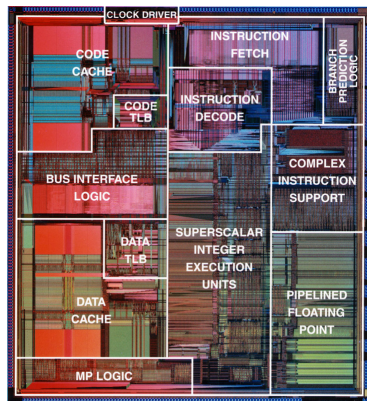 CLOCK DRIVER
CODE
CACHE
CODE
TLB
INSTRUCTION
FETCH
BRANCH
PREDICTION
LOGIC
INSTRUCTION
DECODE
BUS INTERFACE
LOGIC
COMPLEX
INSTRUCTION
SUPPORT
SUPERSCALAR
INTEGER
EXECUTION
UNITS
DATA
TLB
DATA
CACHE
PIPELINED
FLOATING
POINT
MP LOGIC